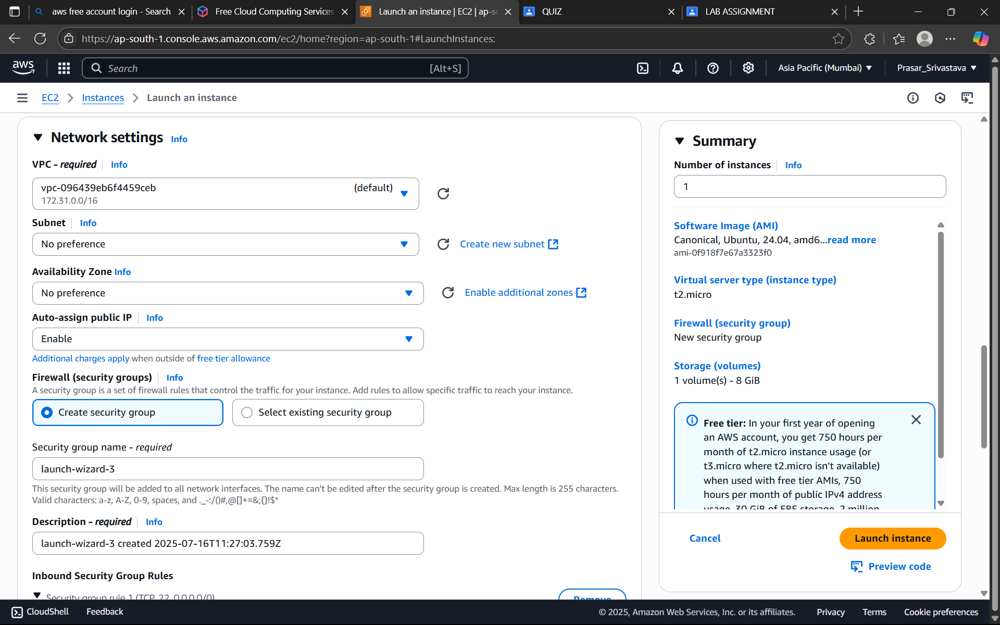 aws free account login - Search
Free Cloud Computing Services
Launch an instance | EC2 | ap-so
QUIZ
LAB ASSIGNMENT
https://ap-south-1.console.aws.amazon.com/ec2/home?region=ap-south-1#LaunchInstances:
aws
Search
[Alt+S]
Asia Pacific (Mumbai)
Prasar_Srivastava
EC2 > Instances > Launch an instance
Network settings Info
VPC - required Info
vpc-096439eb6f4459ceb (default)
172.31.0.0/16
Subnet Info
No preference
Create new subnet
Availability Zone Info
No preference
Enable additional zones
Auto-assign public IP Info
Enable
Additional charges apply when outside of free tier allowance
Firewall (security groups) Info
A security group is a set of firewall rules that control the traffic for your instance. Add rules to allow specific traffic to reach your instance.
Create security group
Select existing security group
Security group name - required
launch-wizard-3
This security group will be added to all network interfaces. The name can't be edited after the security group is created. Max length is 255 characters.
Valid characters: a-z, A-Z, 0-9, spaces, and ._-:/()#,@[]+=&;{}!$*
Description - required Info
launch-wizard-3 created 2025-07-16T11:27:03.759Z
Inbound Security Group Rules
Security group rule 1 (TCP, 22, 0.0.0.0/0)
Remove
Summary
Number of instances Info
1
Software Image (AMI)
Canonical, Ubuntu, 24.04, amd6...read more
ami-0f918f7e67a3323f0
Virtual server type (instance type)
t2.micro
Firewall (security group)
New security group
Storage (volumes)
1 volume(s) - 8 GiB
Free tier: In your first year of opening
an AWS account, you get 750 hours per
month of t2.micro instance usage (or
t3.micro where t2.micro isn't available)
when used with free tier AMIs, 750
hours per month of public IPv4 address
usage, 30 GiB of EBS storage, 2 million
Cancel
Launch instance
Preview code
CloudShell
Feedback
© 2025, Amazon Web Services, Inc. or its affiliates.
Privacy
Terms
Cookie preferences